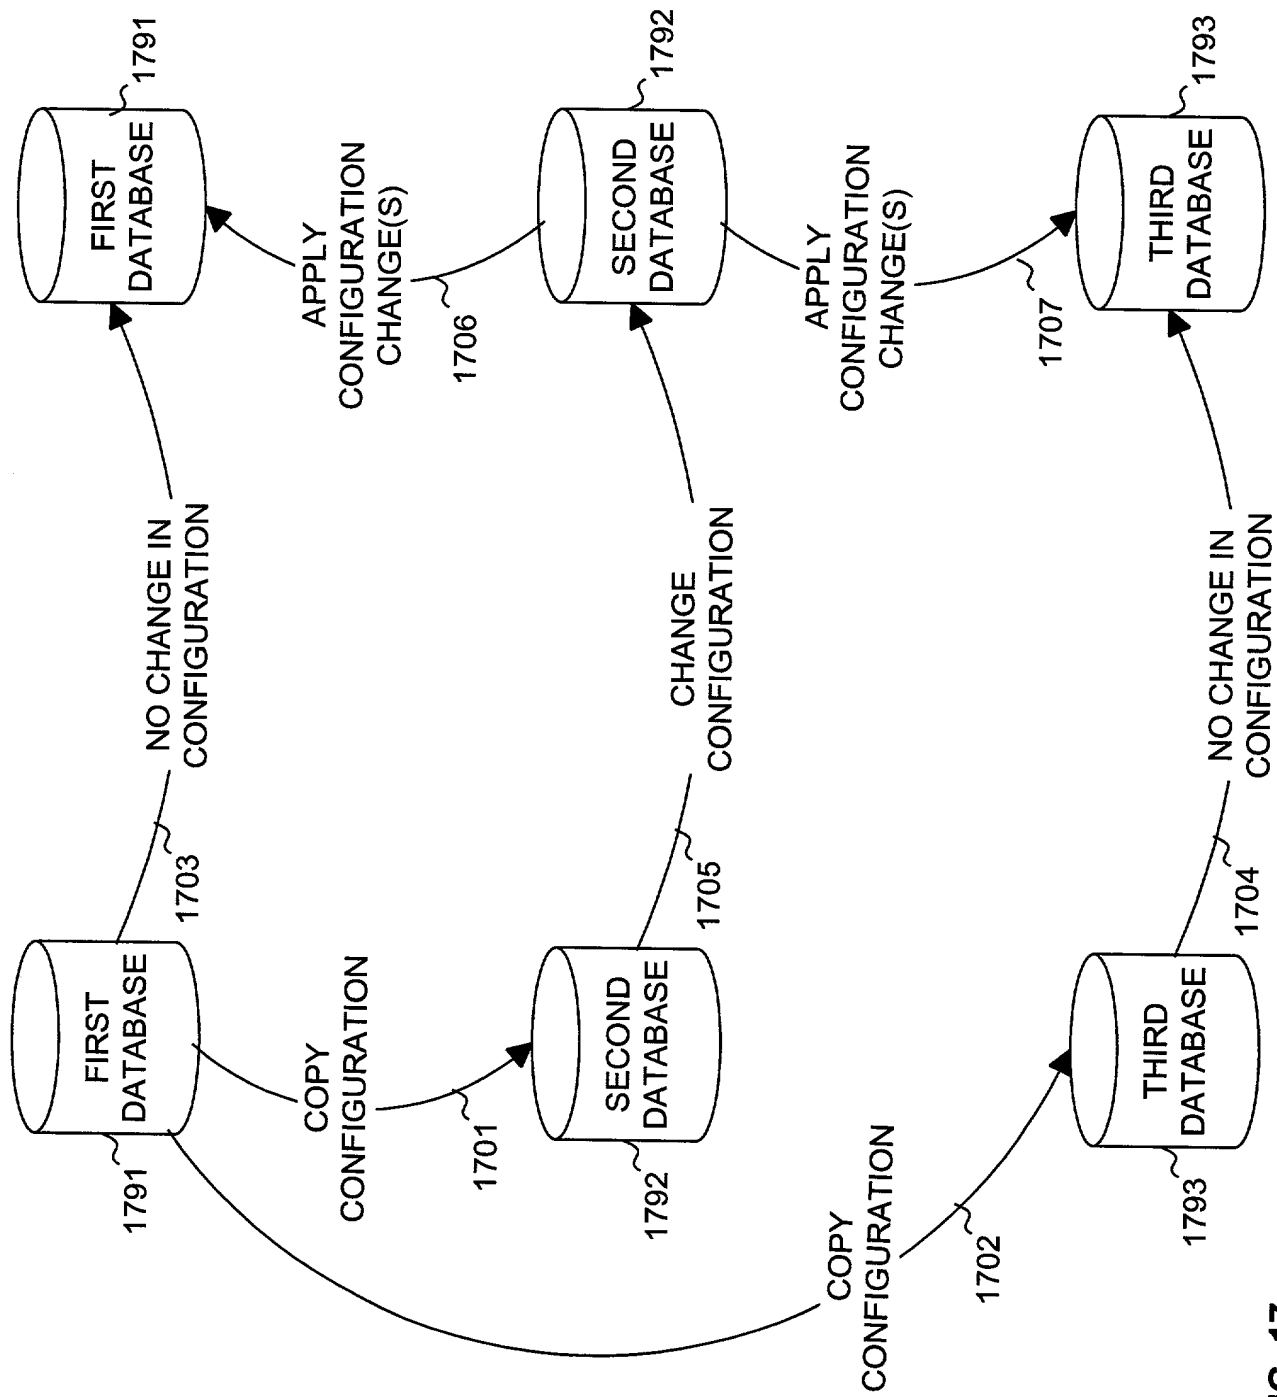 FIRST
DATABASE
1791
COPY
CONFIGURATION
1701
SECOND
DATABASE
1792
COPY
CONFIGURATION
1702
THIRD
DATABASE
1793
1703
NO CHANGE IN
CONFIGURATION
1705
CHANGE
CONFIGURATION
1704
NO CHANGE IN
CONFIGURATION
FIRST
DATABASE
1791
APPLY
CONFIGURATION
CHANGE(S)
1706
SECOND
DATABASE
1792
APPLY
CONFIGURATION
CHANGE(S)
1707
THIRD
DATABASE
1793
17